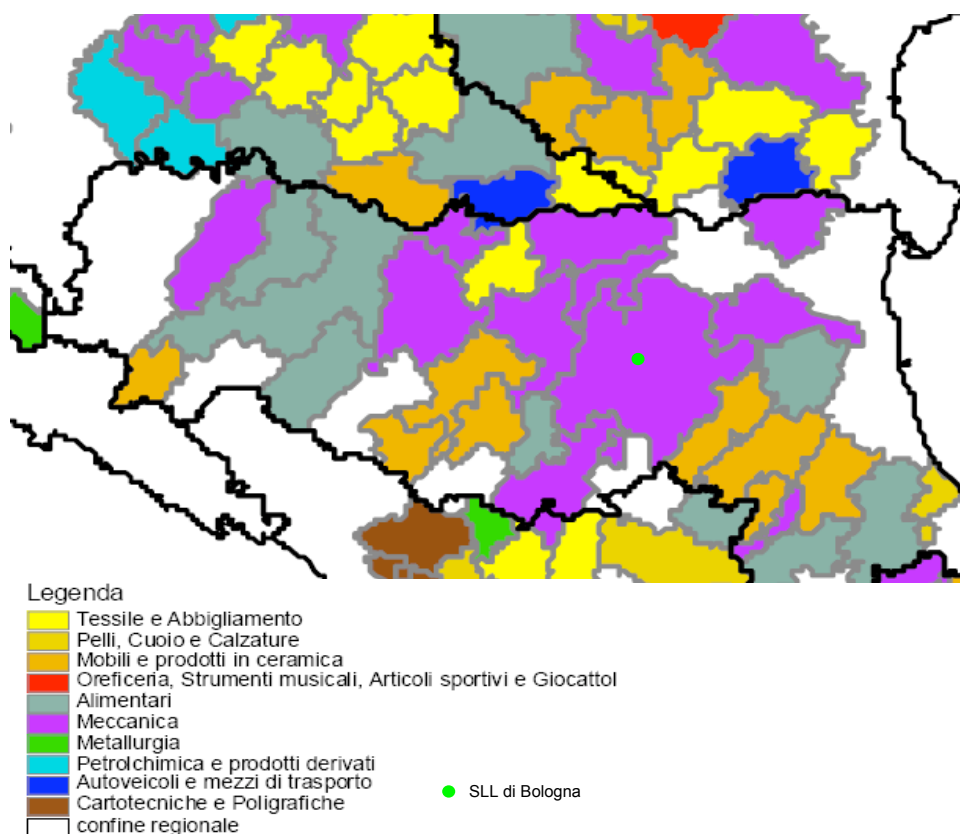 Legenda
Tessile e Abbigliamento
Pelli, Cuoio e Calzature
Mobili e prodotti in ceramica
Oreficeria, Strumenti musicali, Articoli sportivi e Giocattol
Alimentari
Meccanica
Metallurgia
Petrolchimica e prodotti derivati
Autoveicoli e mezzi di trasporto
Cartotecniche e Poligrafiche
confine regionale
SLL di Bologna